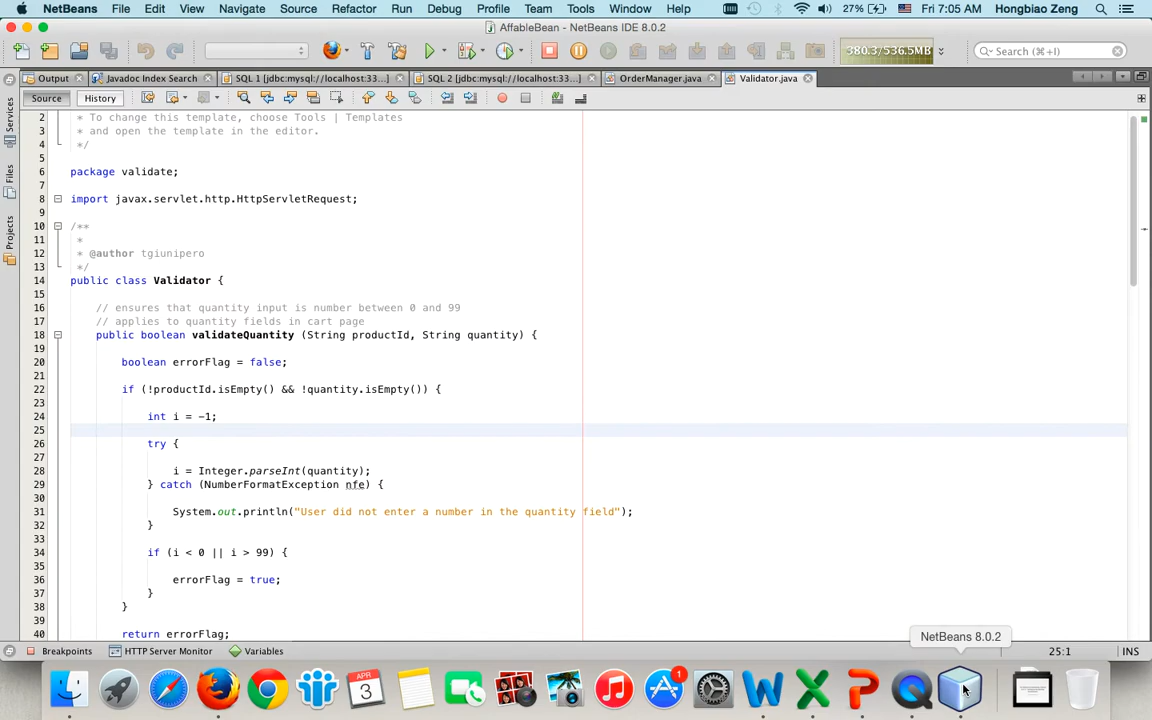 NetBeans File Edit View Navigate Source Refactor Run Debug Profile Team Tools Window Help 27% Fri 7:05 AM Hongbiao Zeng
AffableBean - NetBeans IDE 8.0.2
380.3/536.5MB Search (⌘+I)
Output Javadoc Index Search SQL 1 [jdbc:mysql://localhost:33... SQL 2 [jdbc:mysql://localhost:33... OrderManager.java Validator.java
Source History
Services
Files
Projects
2 * To change this template, choose Tools | Templates
3 * and open the template in the editor.
4 */
5
6 package validate;
7
8 import javax.servlet.http.HttpServletRequest;
9
10 /**
11 *
12 * @author tgiunipero
13 */
14 public class Validator {
15
16 // ensures that quantity input is number between 0 and 99
17 // applies to quantity fields in cart page
18 public boolean validateQuantity (String productId, String quantity) {
19
20 boolean errorFlag = false;
21
22 if (!productId.isEmpty() && !quantity.isEmpty()) {
23
24 int i = -1;
25
26 try {
27
28 i = Integer.parseInt(quantity);
29 } catch (NumberFormatException nfe) {
30
31 System.out.println("User did not enter a number in the quantity field");
32 }
33
34 if (i < 0 || i > 99) {
35
36 errorFlag = true;
37 }
38 }
39
40 return errorFlag;
NetBeans 8.0.2
Breakpoints HTTP Server Monitor Variables 25:1 INS
APR
3
1